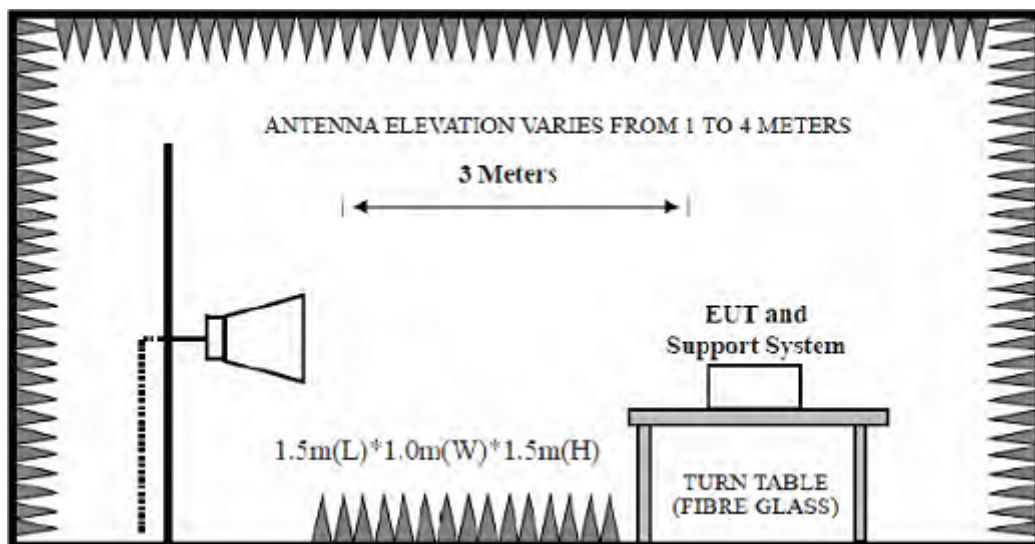 ANTENNA ELEVATION VARIES FROM 1 TO 4 METERS
3 Meters
EUT and
Support System
1.5m(L)*1.0m(W)*1.5m(H)
TURN TABLE
(FIBRE GLASS)